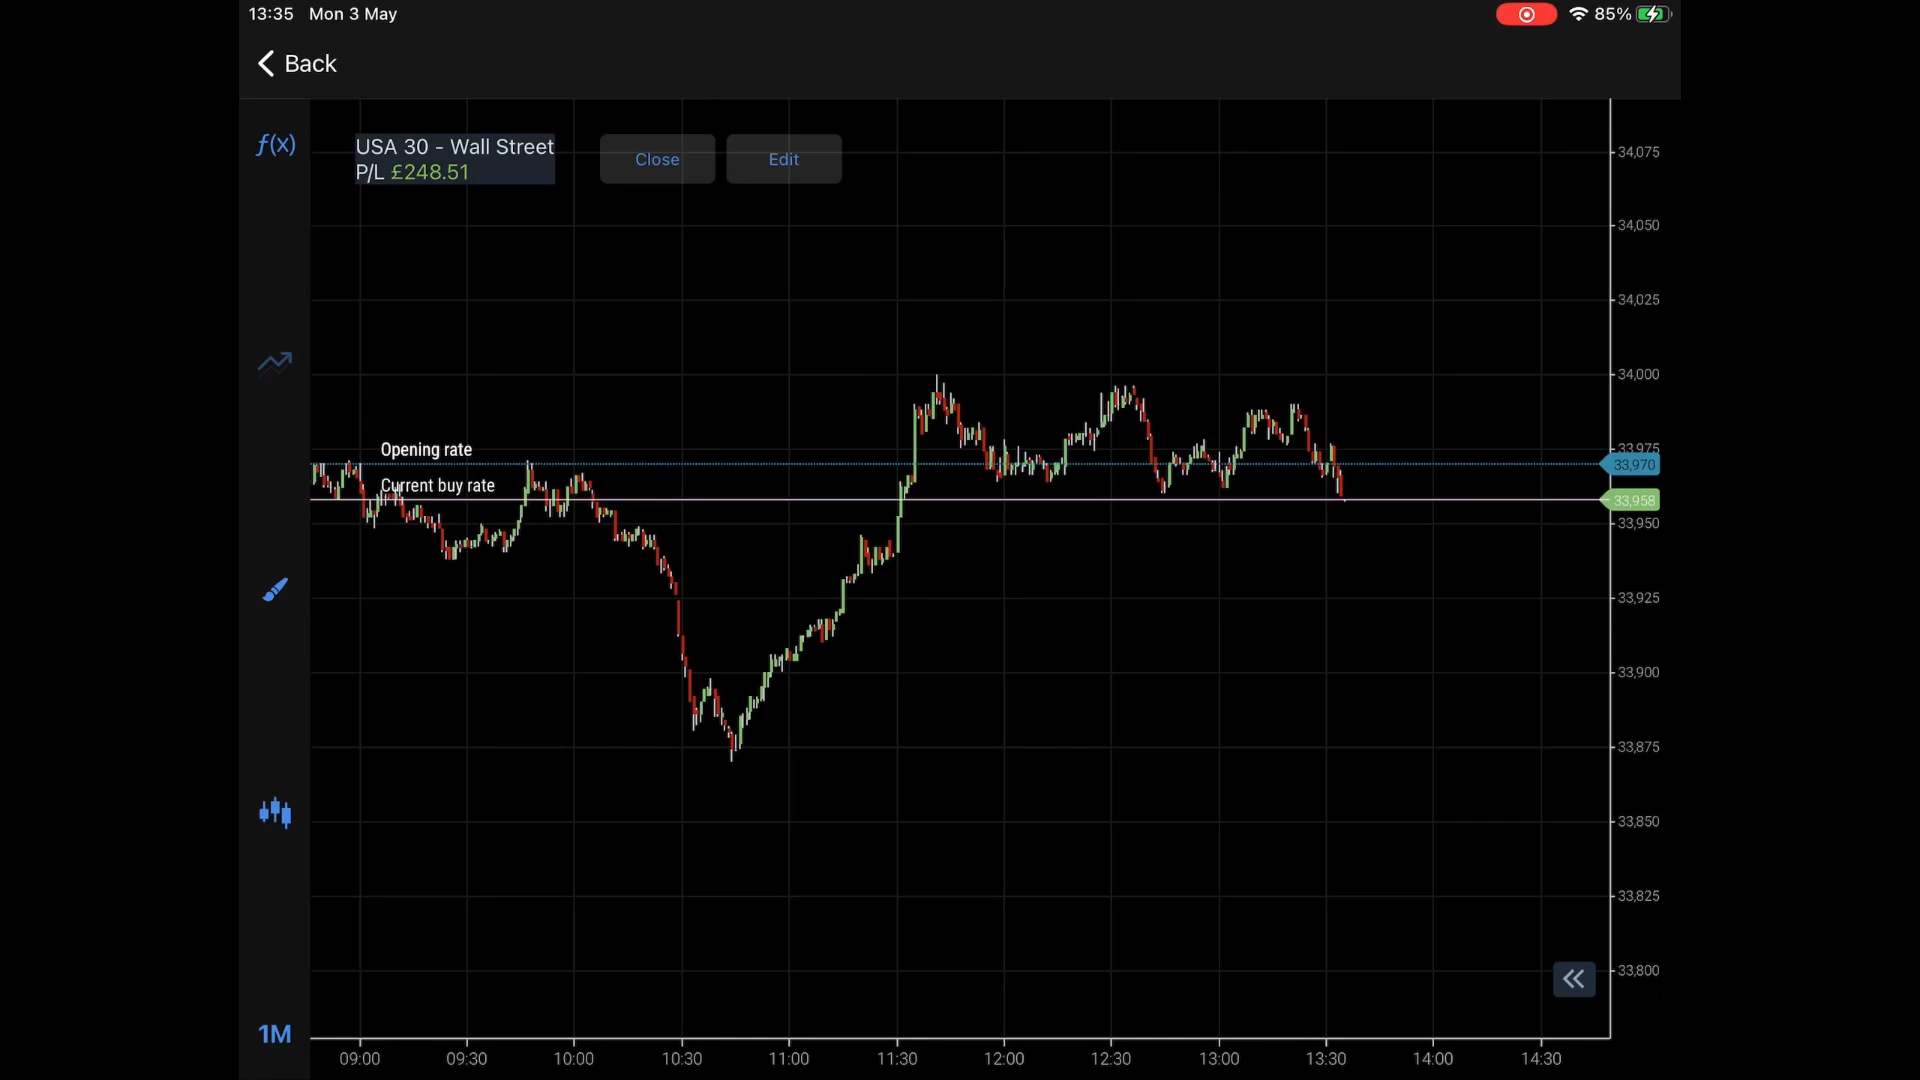 13:35 Mon 3 May 85%
Back
f(x)
USA 30 - Wall Street
P/L £248.51
Close
Edit
34,075
34,050
34,025
34,000
33,975
Opening rate
33,970
Current buy rate
33,958
33,950
33,925
33,900
33,875
33,850
33,825
33,800
1M
09:00 09:30 10:00 10:30 11:00 11:30 12:00 12:30 13:00 13:30 14:00 14:30